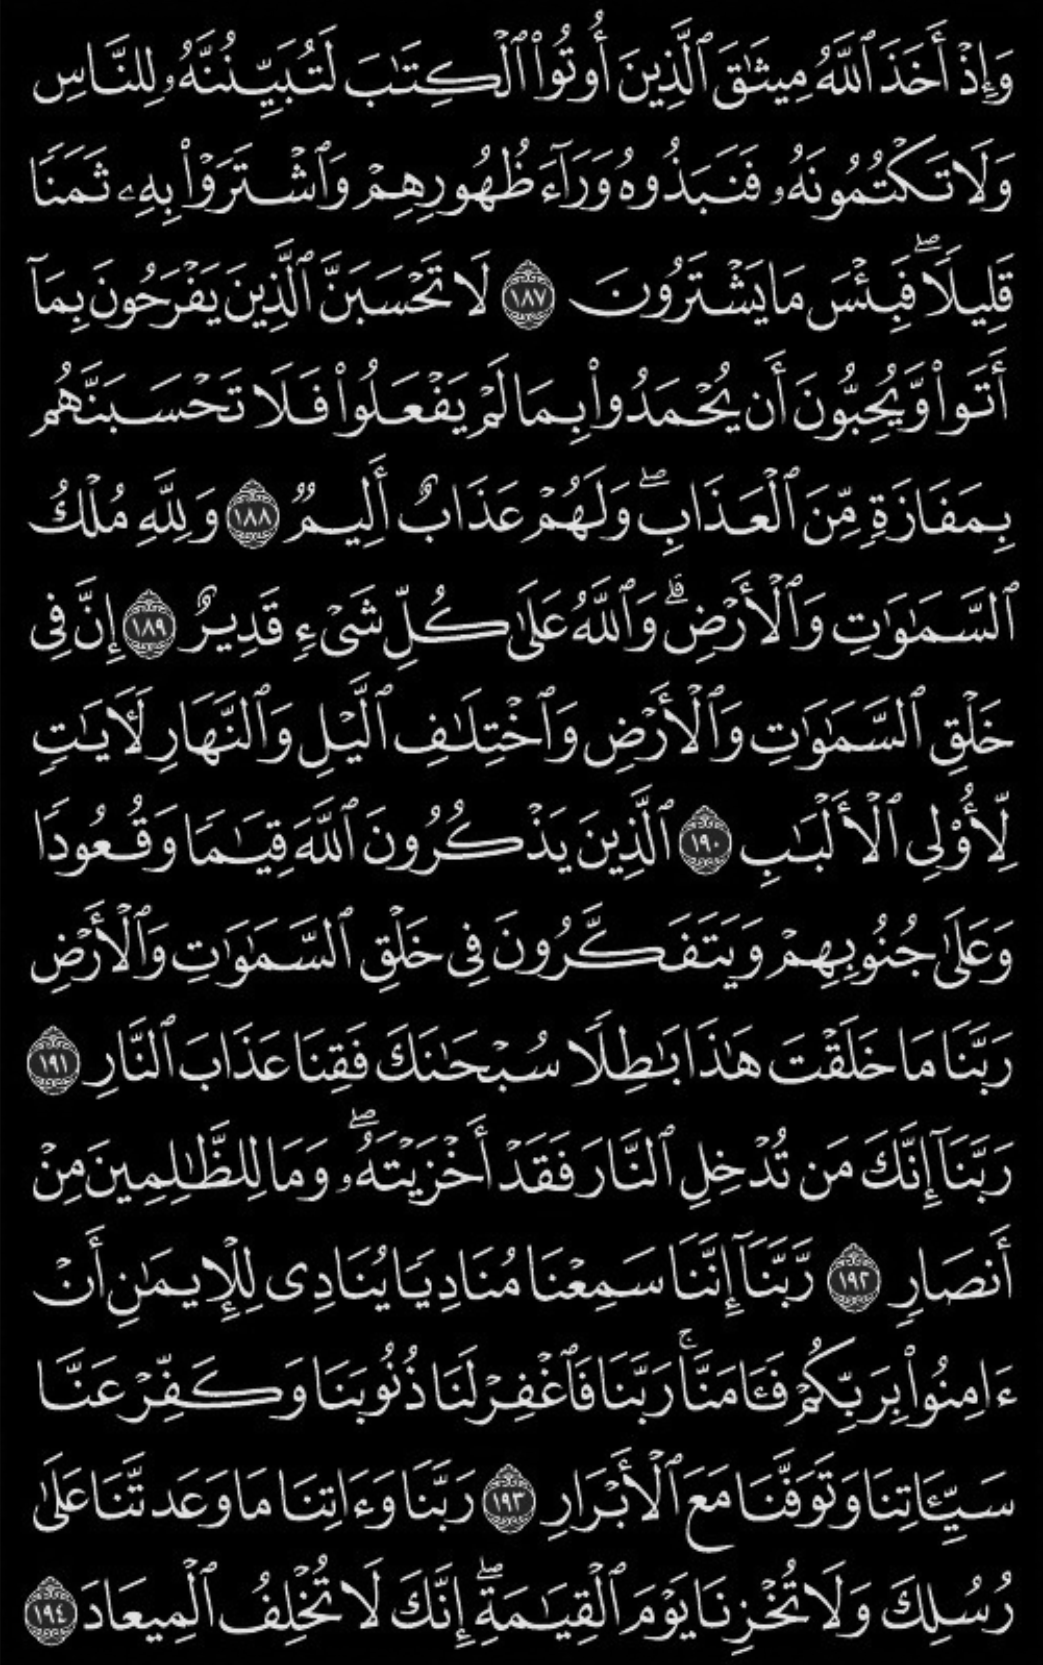 وَإِذْ أَخَذَ ٱللَّهُ مِيثَٰقَ ٱلَّذِينَ أُوتُوا۟ ٱلْكِتَٰبَ لَتُبَيِّنُنَّهُۥ لِلنَّاسِ
وَلَا تَكْتُمُونَهُۥ فَنَبَذُوهُ وَرَآءَ ظُهُورِهِمْ وَٱشْتَرَوْا۟ بِهِۦ ثَمَنًا
قَلِيلًا ۖ فَبِئْسَ مَا يَشْتَرُونَ ١٨٧ لَا تَحْسَبَنَّ ٱلَّذِينَ يَفْرَحُونَ بِمَآ
أَتَوا۟ وَّيُحِبُّونَ أَن يُحْمَدُوا۟ بِمَا لَمْ يَفْعَلُوا۟ فَلَا تَحْسَبَنَّهُم
بِمَفَازَةٍ مِّنَ ٱلْعَذَابِ ۖ وَلَهُمْ عَذَابٌ أَلِيمٌ ١٨٨ وَلِلَّهِ مُلْكُ
ٱلسَّمَٰوَٰتِ وَٱلْأَرْضِ ۗ وَٱللَّهُ عَلَىٰ كُلِّ شَىْءٍ قَدِيرٌ ١٨٩ إِنَّ فِى
خَلْقِ ٱلسَّمَٰوَٰتِ وَٱلْأَرْضِ وَٱخْتِلَٰفِ ٱلَّيْلِ وَٱلنَّهَارِ لَءَايَٰتٍ
لِّأُو۟لِى ٱلْأَلْبَٰبِ ١٩٠ ٱلَّذِينَ يَذْكُرُونَ ٱللَّهَ قِيَٰمًا وَقُعُودًا
وَعَلَىٰ جُنُوبِهِمْ وَيَتَفَكَّرُونَ فِى خَلْقِ ٱلسَّمَٰوَٰتِ وَٱلْأَرْضِ
رَبَّنَا مَا خَلَقْتَ هَٰذَا بَٰطِلًا سُبْحَٰنَكَ فَقِنَا عَذَابَ ٱلنَّارِ ١٩١
رَبَّنَآ إِنَّكَ مَن تُدْخِلِ ٱلنَّارَ فَقَدْ أَخْزَيْتَهُۥ ۖ وَمَا لِلظَّٰلِمِينَ مِنْ
أَنصَارٍ ١٩٢ رَّبَّنَآ إِنَّنَا سَمِعْنَا مُنَادِيًا يُنَادِى لِلْإِيمَٰنِ أَنْ
ءَامِنُوا۟ بِرَبِّكُمْ فَـَٔامَنَّا ۚ رَبَّنَا فَٱغْفِرْ لَنَا ذُنُوبَنَا وَكَفِّرْ عَنَّا
سَيِّـَٔاتِنَا وَتَوَفَّنَا مَعَ ٱلْأَبْرَارِ ١٩٣ رَبَّنَا وَءَاتِنَا مَا وَعَدتَّنَا عَلَىٰ
رُسُلِكَ وَلَا تُخْزِنَا يَوْمَ ٱلْقِيَٰمَةِ ۖ إِنَّكَ لَا تُخْلِفُ ٱلْمِيعَادَ ١٩٤